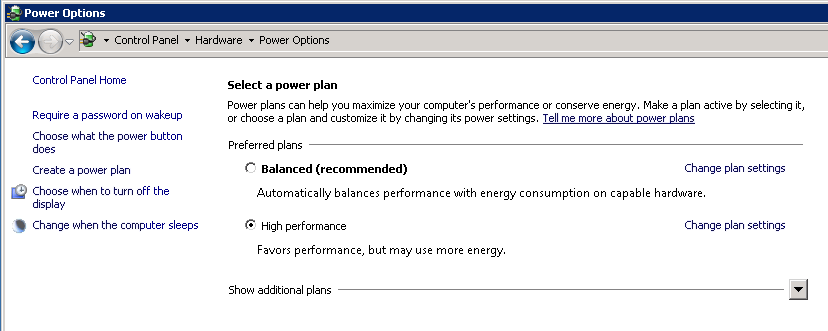 Power Options
Control Panel Hardware Power Options
Control Panel Home
Require a password on wakeup
Choose what the power button
does
Create a power plan
Choose when to turn off the
display
Change when the computer sleeps
Select a power plan
Power plans can help you maximize your computer's performance or conserve energy. Make a plan active by selecting it,
or choose a plan and customize it by changing its power settings. Tell me more about power plans
Preferred plans
Balanced (recommended) Change plan settings
Automatically balances performance with energy consumption on capable hardware.
High performance Change plan settings
Favors performance, but may use more energy.
Show additional plans